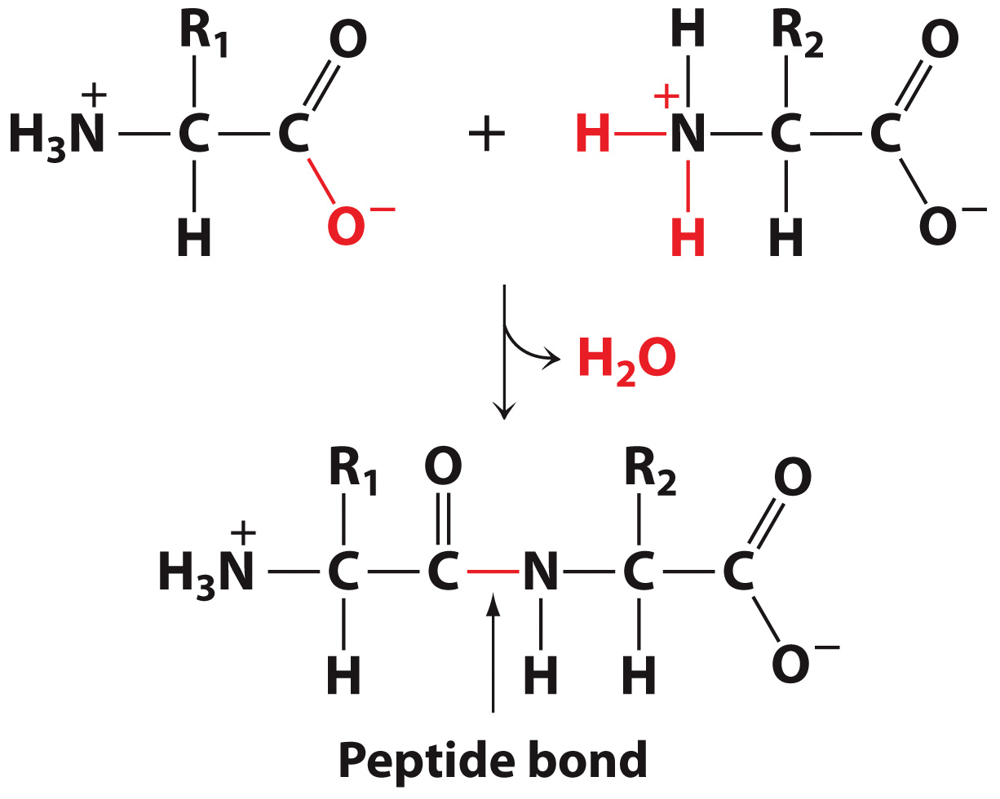 R₁ O H R₂ O
H₃N⁺ C C + H N⁺ C C
H O⁻ H H O⁻
H₂O
R₁ O R₂ O
H₃N⁺ C C N C C
H H H O⁻
Peptide bond